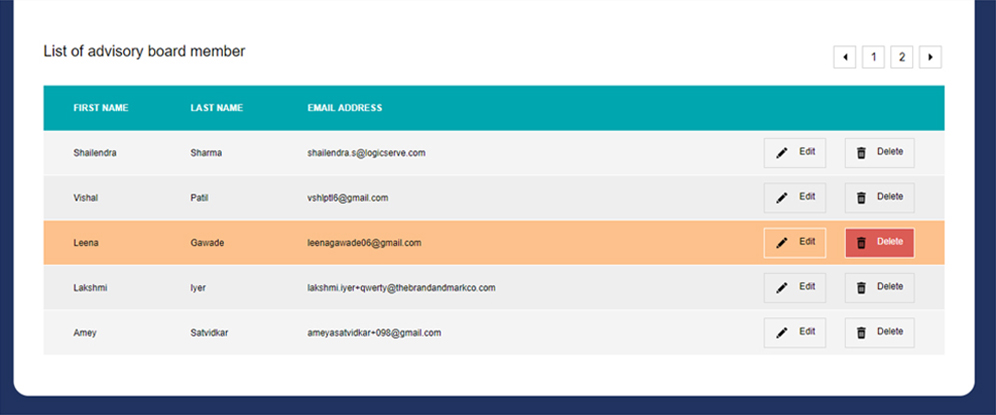 List of advisory board member
1 2
FIRST NAME LAST NAME EMAIL ADDRESS
Shailendra Sharma shailendra.s@logicserve.com Edit Delete
Vishal Patil vshlptl6@gmail.com Edit Delete
Leena Gawade leenagawade06@gmail.com Edit Delete
Lakshmi Iyer lakshmi.iyer+qwerty@thebrandandmarkco.com Edit Delete
Amey Satvidkar ameyasatvidkar+098@gmail.com Edit Delete